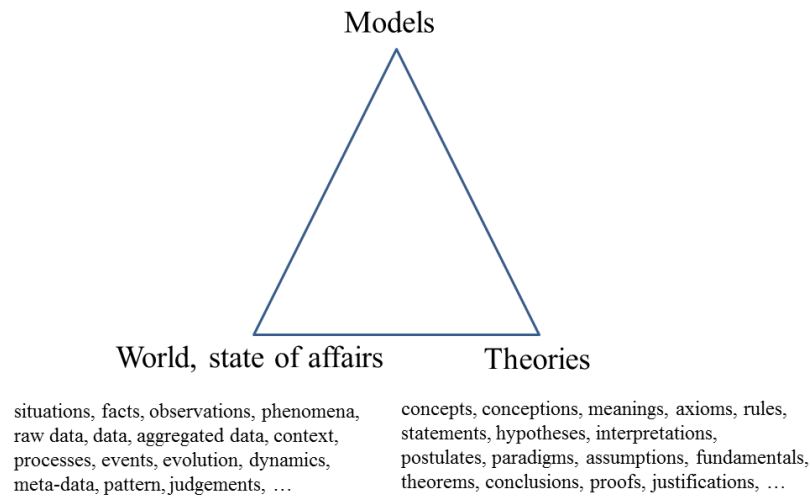 Models
World, state of affairs
Theories
situations, facts, observations, phenomena,
raw data, data, aggregated data, context,
processes, events, evolution, dynamics,
meta-data, pattern, judgements, …
concepts, conceptions, meanings, axioms, rules,
statements, hypotheses, interpretations,
postulates, paradigms, assumptions, fundamentals,
theorems, conclusions, proofs, justifications, …